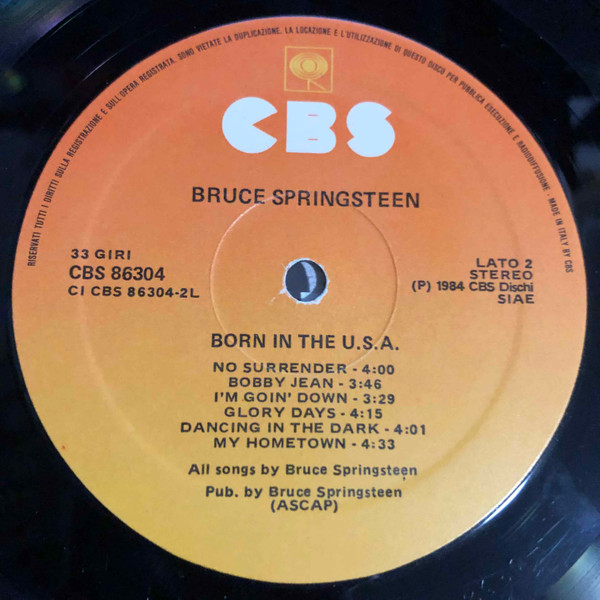 RISERVATI TUTTI I DIRITTI SULLA REGISTRAZIONE E SULL'OPERA REGISTRATA. SONO VIETATE LA DUPLICAZIONE, LA LOCAZIONE E L'UTILIZZAZIONE DI QUESTO DISCO PER PUBBLICA ESECUZIONE E RADIODIFFUSIONE - MADE IN ITALY BY CBS
CBS
BRUCE SPRINGSTEEN
33 GIRI
CBS 86304
CI CBS 86304-2L
LATO 2
STEREO
(P) 1984 CBS Dischi
SIAE
BORN IN THE U.S.A.
NO SURRENDER - 4:00
BOBBY JEAN - 3:46
I'M GOIN' DOWN - 3:29
GLORY DAYS - 4:15
DANCING IN THE DARK - 4:01
MY HOMETOWN - 4:33
All songs by Bruce Springsteen
Pub. by Bruce Springsteen
(ASCAP)